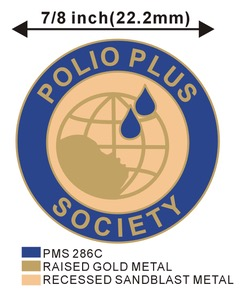 7/8 inch(22.2mm)
POLIO PLUS
SOCIETY
PMS 286C
RAISED GOLD METAL
RECESSED SANDBLAST METAL